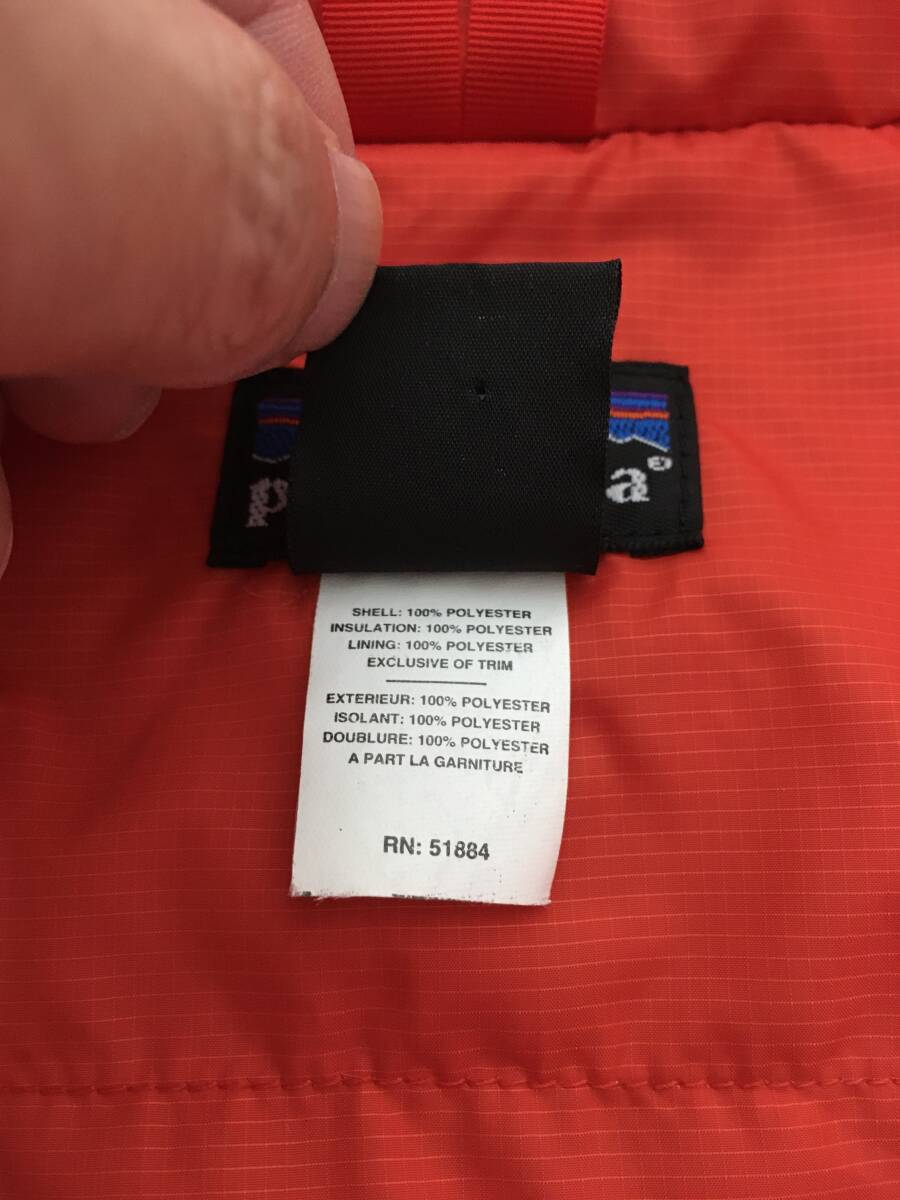 SHELL: 100% POLYESTER
INSULATION: 100% POLYESTER
LINING: 100% POLYESTER
EXCLUSIVE OF TRIM
EXTERIEUR: 100% POLYESTER
ISOLANT: 100% POLYESTER
DOUBLURE: 100% POLYESTER
A PART LA GARNITURE
RN: 51884